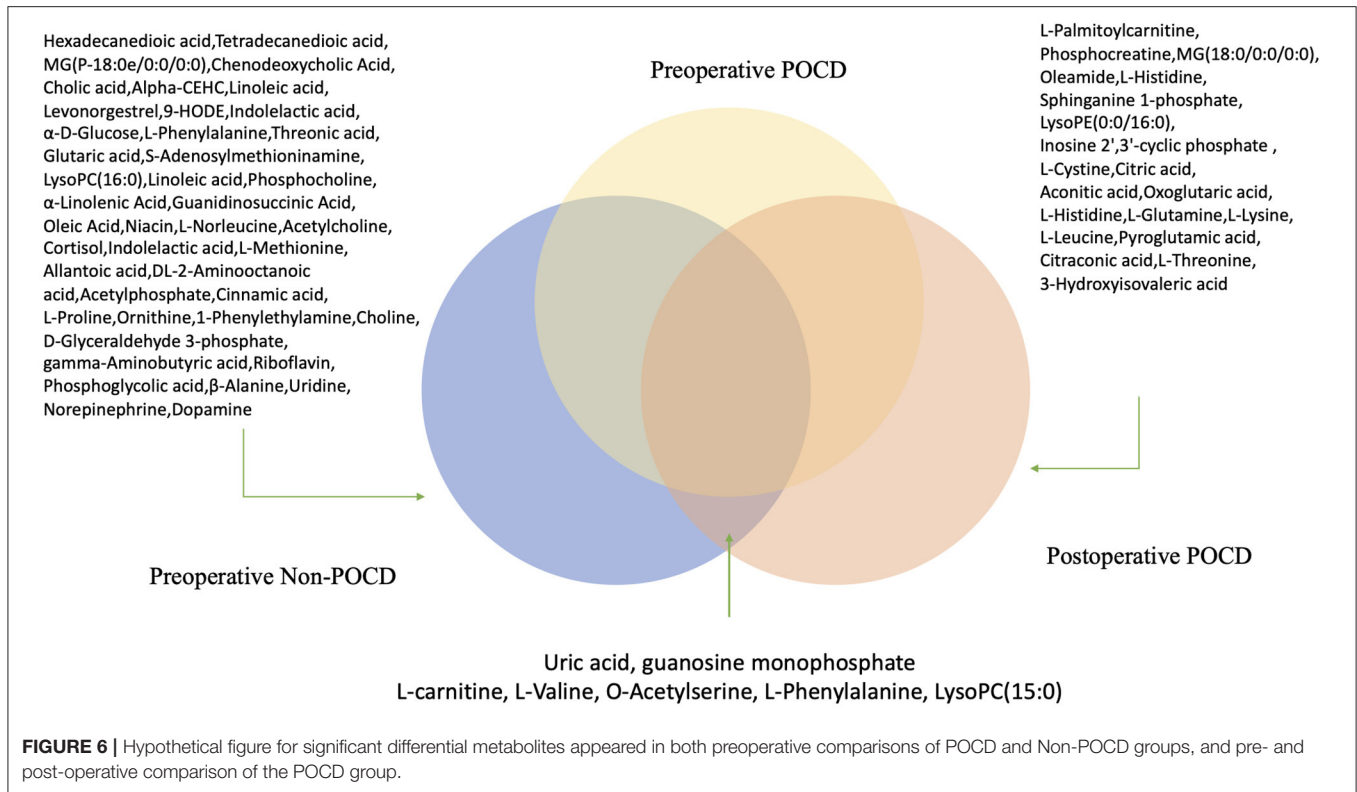 Hexadecanedioic acid,Tetradecanedioic acid,
MG(P-18:0e/0:0/0:0),Chenodeoxycholic Acid,
Cholic acid,Alpha-CEHC,Linoleic acid,
Levonorgestrel,9-HODE,Indolelactic acid,
α-D-Glucose,L-Phenylalanine,Threonic acid,
Glutaric acid,S-Adenosylmethioninamine,
LysoPC(16:0),Linoleic acid,Phosphocholine,
α-Linolenic Acid,Guanidinosuccinic Acid,
Oleic Acid,Niacin,L-Norleucine,Acetylcholine,
Cortisol,Indolelactic acid,L-Methionine,
Allantoic acid,DL-2-Aminooctanoic
acid,Acetylphosphate,Cinnamic acid,
L-Proline,Ornithine,1-Phenylethylamine,Choline,
D-Glyceraldehyde 3-phosphate,
gamma-Aminobutyric acid,Riboflavin,
Phosphoglycolic acid,β-Alanine,Uridine,
Norepinephrine,Dopamine
Preoperative POCD
L-Palmitoylcarnitine,
Phosphocreatine,MG(18:0/0:0/0:0),
Oleamide,L-Histidine,
Sphinganine 1-phosphate,
LysoPE(0:0/16:0),
Inosine 2',3'-cyclic phosphate ,
L-Cystine,Citric acid,
Aconitic acid,Oxoglutaric acid,
L-Histidine,L-Glutamine,L-Lysine,
L-Leucine,Pyroglutamic acid,
Citraconic acid,L-Threonine,
3-Hydroxyisovaleric acid
Preoperative Non-POCD
Postoperative POCD
Uric acid, guanosine monophosphate
L-carnitine, L-Valine, O-Acetylserine, L-Phenylalanine, LysoPC(15:0)
FIGURE 6 | Hypothetical figure for significant differential metabolites appeared in both preoperative comparisons of POCD and Non-POCD groups, and pre- and
post-operative comparison of the POCD group.